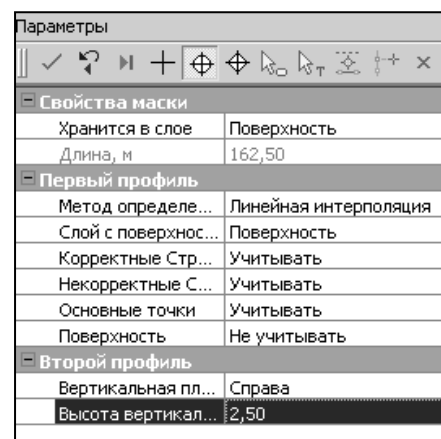 Параметры
Свойства маски
Хранится в слое Поверхность
Длина, м 162,50
Первый профиль
Метод определе... Линейная интерполяция
Слой с поверхнос... Поверхность
Корректные Стр... Учитывать
Некорректные С... Учитывать
Основные точки Учитывать
Поверхность Не учитывать
Второй профиль
Вертикальная пл... Справа
Высота вертикал... 2,50